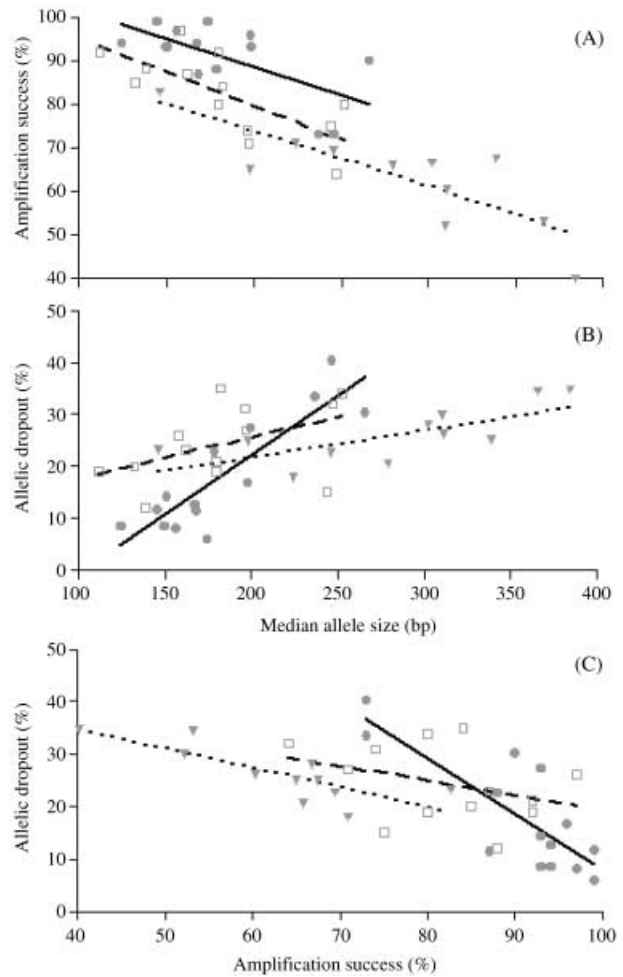 (A)
Amplification success (%)
100
90
80
70
60
50
40
(B)
Allelic dropout (%)
50
40
30
20
10
0
100 150 200 250 300 350 400
Median allele size (bp)
(C)
Allelic dropout (%)
50
40
30
20
10
0
40 50 60 70 80 90 100
Amplification success (%)